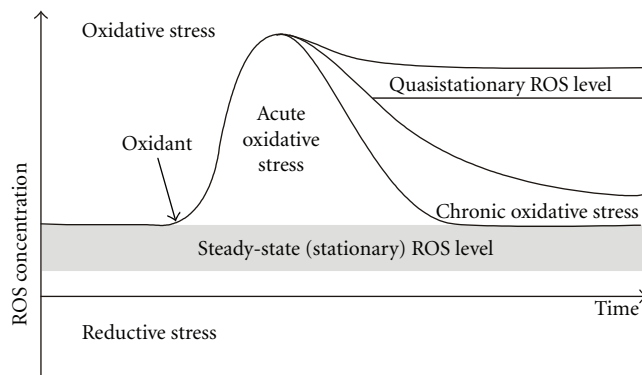 Oxidative stress
Quasistationary ROS level
Acute
oxidative
stress
Oxidant
Chronic oxidative stress
Steady-state (stationary) ROS level
ROS concentration
Time
Reductive stress